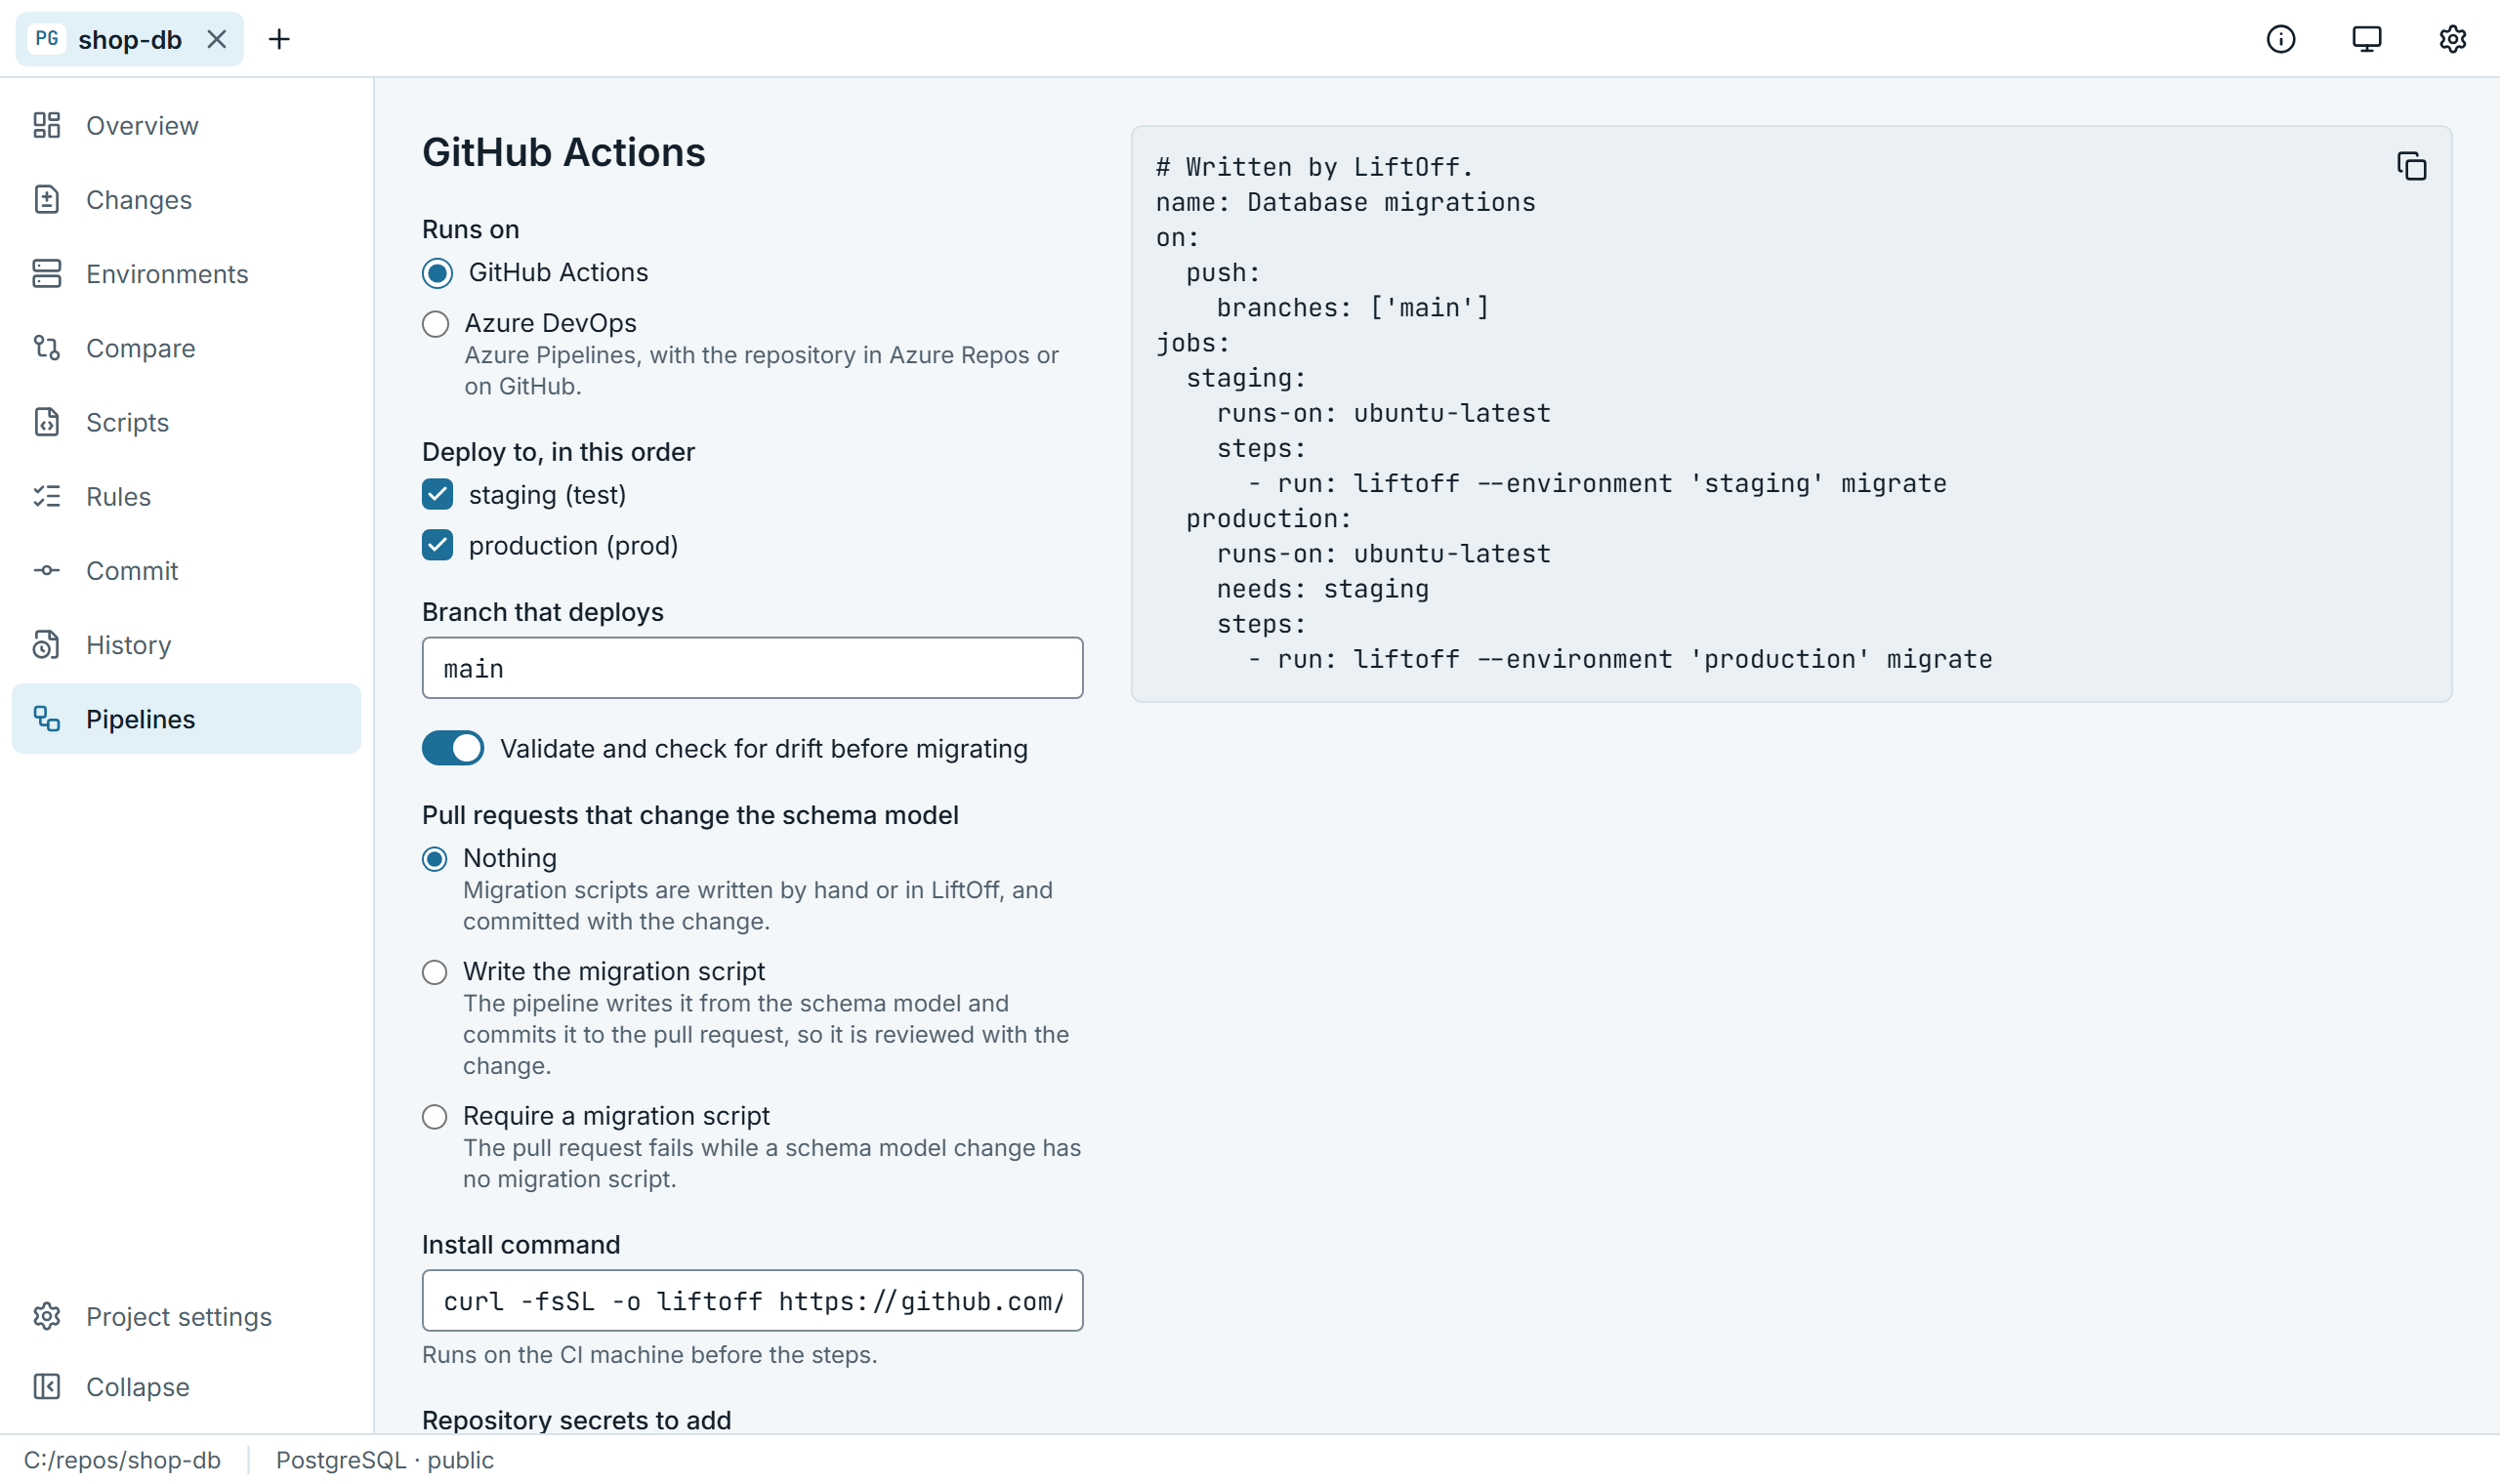 PG shop-db
Overview
Changes
Environments
Compare
Scripts
Rules
Commit
History
Pipelines
Project settings
Collapse
GitHub Actions
Runs on
GitHub Actions
Azure DevOps
Azure Pipelines, with the repository in Azure Repos or
on GitHub.
Deploy to, in this order
staging (test)
production (prod)
Branch that deploys
main
Validate and check for drift before migrating
Pull requests that change the schema model
Nothing
Migration scripts are written by hand or in LiftOff, and
committed with the change.
Write the migration script
The pipeline writes it from the schema model and
commits it to the pull request, so it is reviewed with the
change.
Require a migration script
The pull request fails while a schema model change has
no migration script.
Install command
curl -fsSL -o liftoff https://github.com/
Runs on the CI machine before the steps.
Repository secrets to add
# Written by LiftOff.
name: Database migrations
on:
  push:
    branches: ['main']
jobs:
  staging:
    runs-on: ubuntu-latest
    steps:
      - run: liftoff --environment 'staging' migrate
  production:
    runs-on: ubuntu-latest
    needs: staging
    steps:
      - run: liftoff --environment 'production' migrate
C:/repos/shop-db
PostgreSQL · public